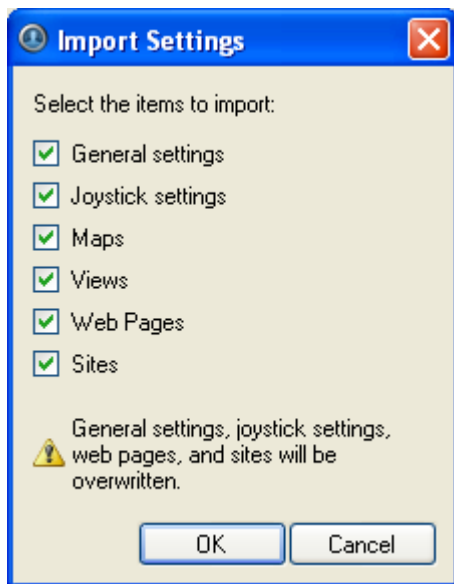 Import Settings
Select the items to import:
General settings
Joystick settings
Maps
Views
Web Pages
Sites
General settings, joystick settings,
web pages, and sites will be
overwritten.
OK
Cancel